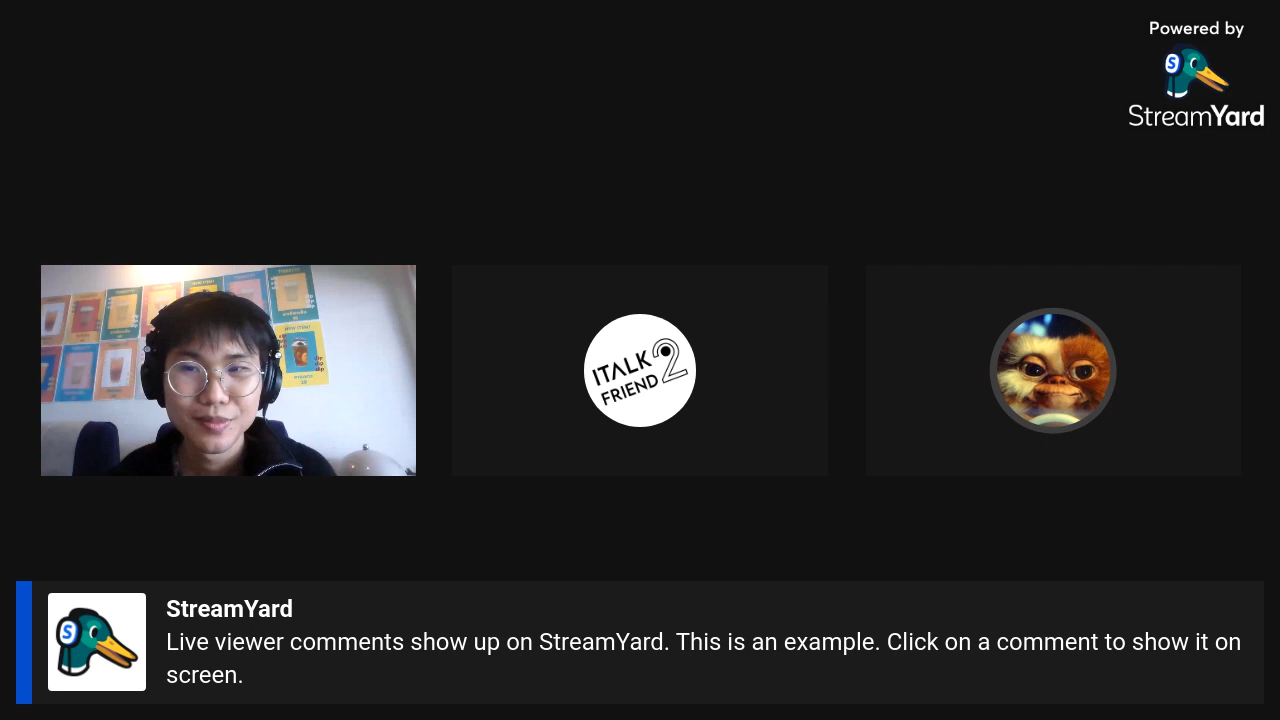 Powered by
S
StreamYard
ITALK
2
FRIEND
S
StreamYard
Live viewer comments show up on StreamYard. This is an example. Click on a comment to show it on
screen.